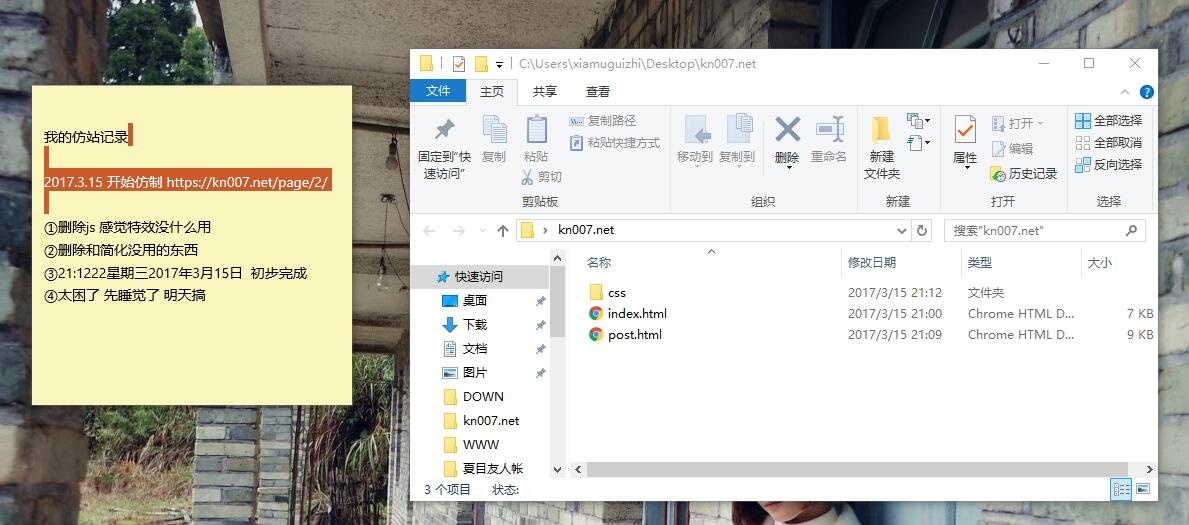 我的仿站记录
2017.3.15 开始仿制 https://kn007.net/page/2/
①删除js 感觉特效没什么用
②删除和简化没用的东西
③21:1222星期三2017年3月15日 初步完成
④太困了 先睡觉了 明天搞
C:\Users\xiamuguizhi\Desktop\kn007.net
文件 主页 共享 查看
固定到“快速访问”
复制
粘贴
复制路径
粘贴快捷方式
剪切
剪贴板
移动到
复制到
删除
重命名
组织
新建
文件夹
新建
属性
打开
编辑
历史记录
打开
全部选择
全部取消
反向选择
选择
kn007.net
搜索"kn007.net"
快速访问
桌面
下载
文档
图片
DOWN
kn007.net
WWW
夏目友人帐
名称 修改日期 类型 大小
css 2017/3/15 21:12 文件夹
index.html 2017/3/15 21:00 Chrome HTML D... 7 KB
post.html 2017/3/15 21:09 Chrome HTML D... 9 KB
3 个项目 状态: